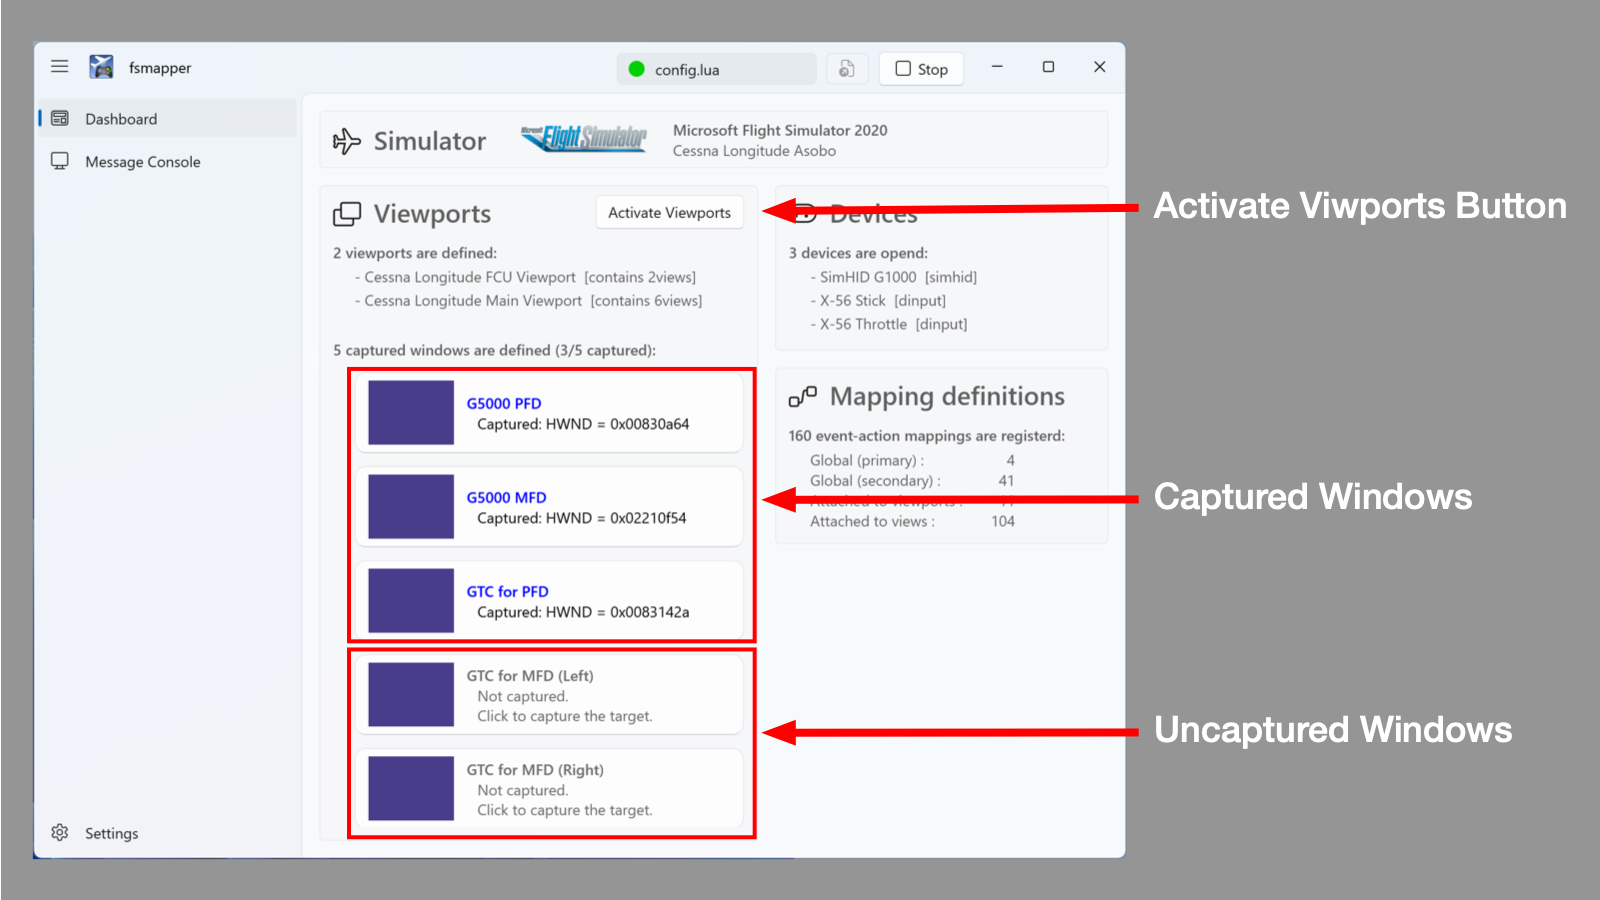 fsmapper
config.lua
Stop
Dashboard
Message Console
Settings
Simulator
Microsoft
Flight Simulator
Microsoft Flight Simulator 2020
Cessna Longitude Asobo
Viewports
Activate Viewports
2 viewports are defined:
- Cessna Longitude FCU Viewport [contains 2views]
- Cessna Longitude Main Viewport [contains 6views]
5 captured windows are defined (3/5 captured):
G5000 PFD
Captured: HWND = 0x00830a64
G5000 MFD
Captured: HWND = 0x02210f54
GTC for PFD
Captured: HWND = 0x0083142a
GTC for MFD (Left)
Not captured.
Click to capture the target.
GTC for MFD (Right)
Not captured.
Click to capture the target.
Devices
3 devices are opend:
- SimHID G1000 [simhid]
- X-56 Stick [dinput]
- X-56 Throttle [dinput]
Mapping definitions
160 event-action mappings are registerd:
Global (primary) : 4
Global (secondary) : 41
Attached to viewports : 11
Attached to views : 104
Activate Viwports Button
Captured Windows
Uncaptured Windows